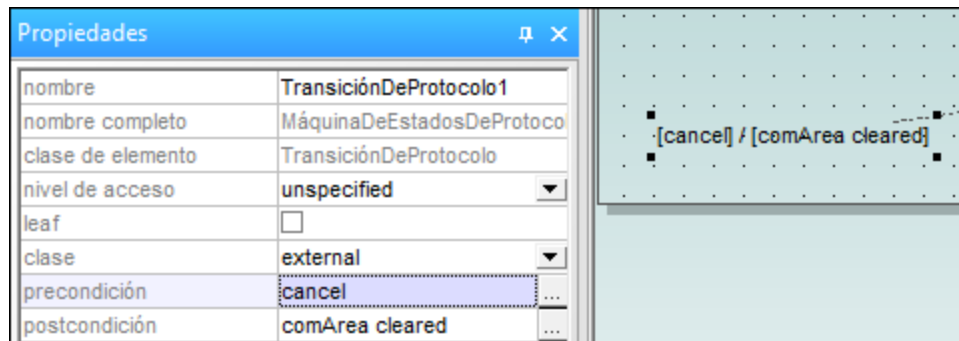 Propiedades
nombre TransiciónDeProtocolo1
nombre completo MáquinaDeEstadosDeProtoco
clase de elemento TransiciónDeProtocolo
nivel de acceso unspecified
leaf
clase external
precondición cancel ...
postcondición comArea cleared ...
[cancel] / [comArea cleared]